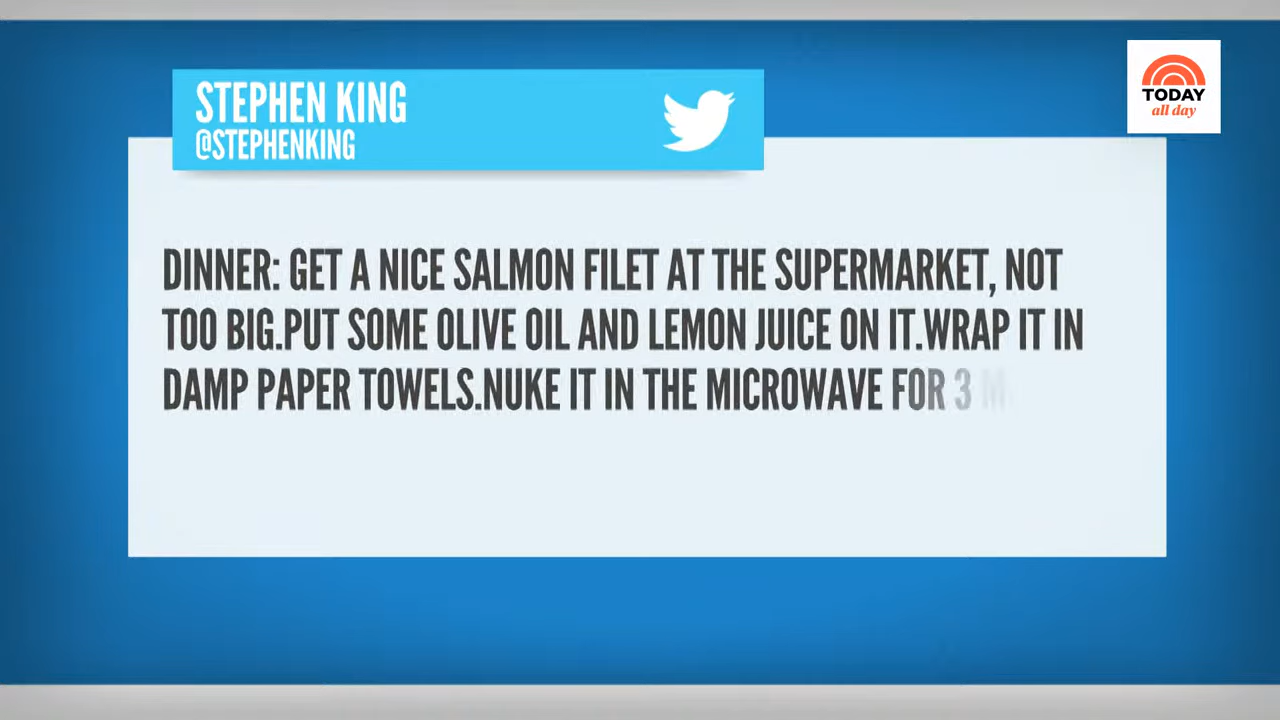 STEPHEN KING
@STEPHENKING
TODAY
all day
DINNER: GET A NICE SALMON FILET AT THE SUPERMARKET, NOT
TOO BIG.PUT SOME OLIVE OIL AND LEMON JUICE ON IT.WRAP IT IN
DAMP PAPER TOWELS.NUKE IT IN THE MICROWAVE FOR 3 M